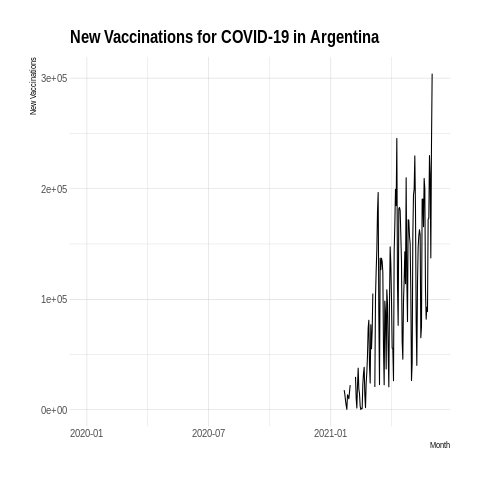 New Vaccinations for COVID-19 in Argentina
New Vaccinations
3e+05
2e+05
1e+05
0e+00
2020-01
2020-07
2021-01
Month